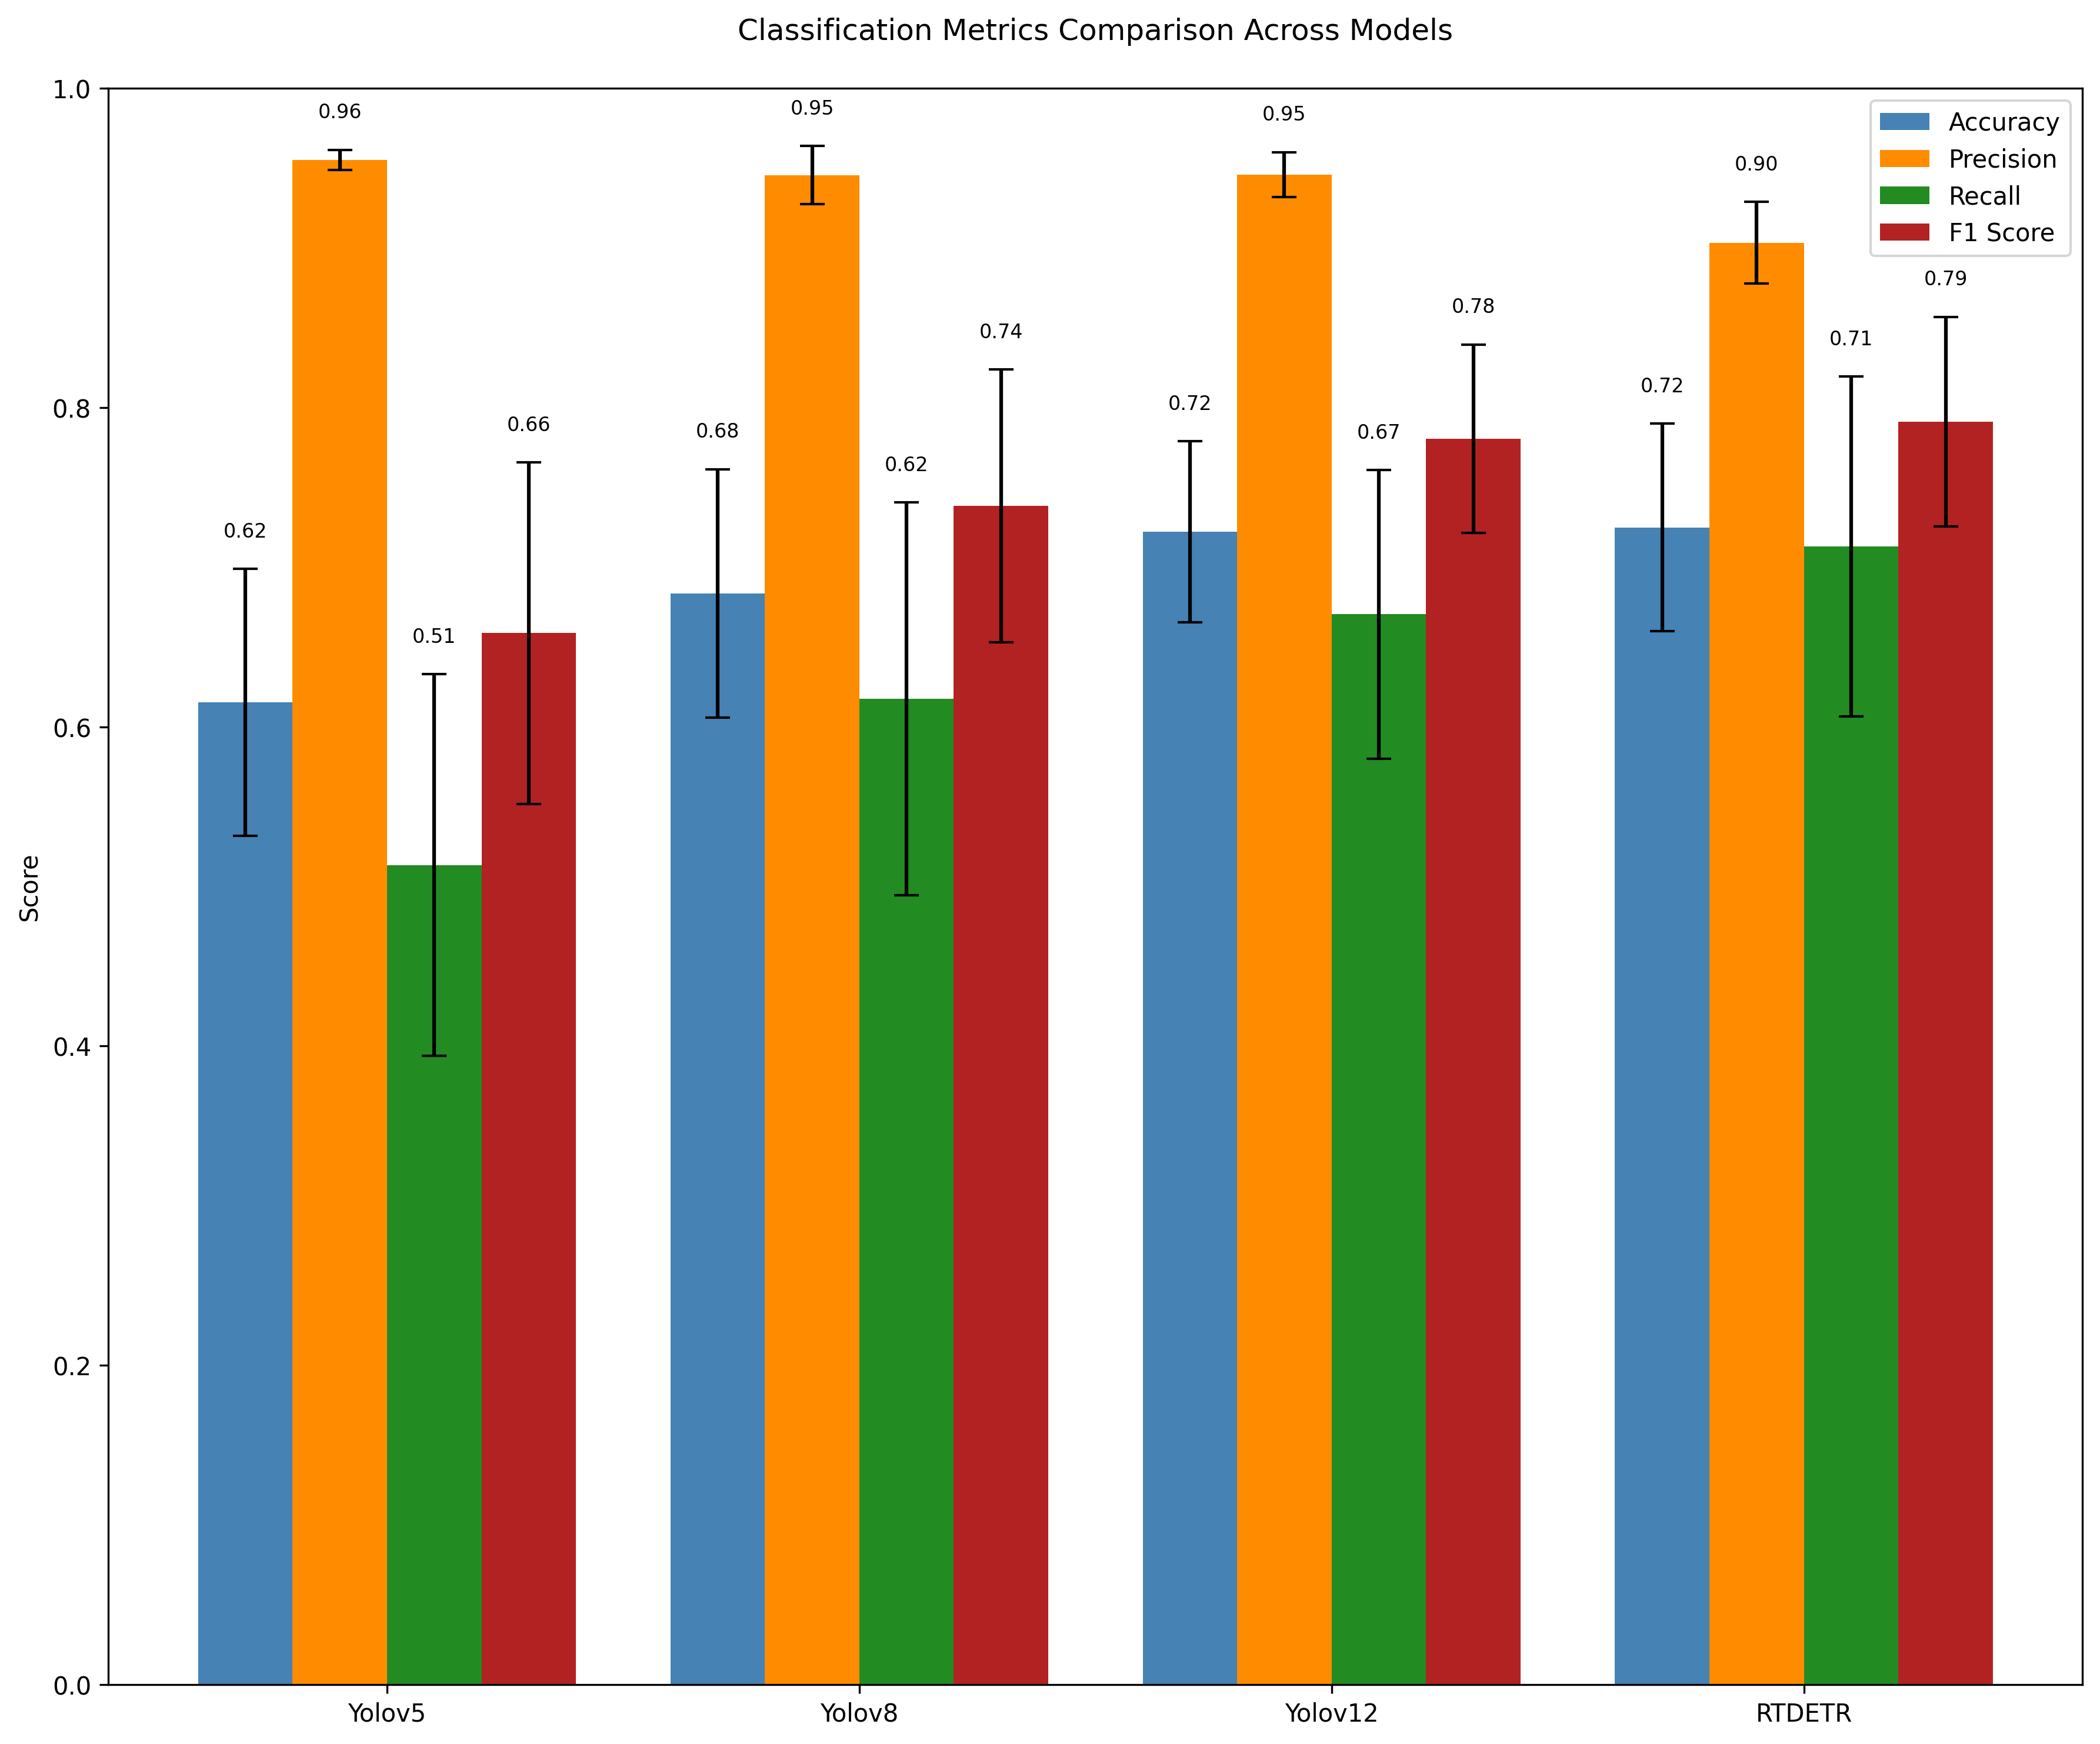 Classification Metrics Comparison Across Models
Score
1.0
0.8
0.6
0.4
0.2
0.0
0.62
0.96
0.51
0.66
0.68
0.95
0.62
0.74
0.72
0.95
0.67
0.78
0.72
0.90
0.71
0.79
Accuracy
Precision
Recall
F1 Score
Yolov5
Yolov8
Yolov12
RTDETR